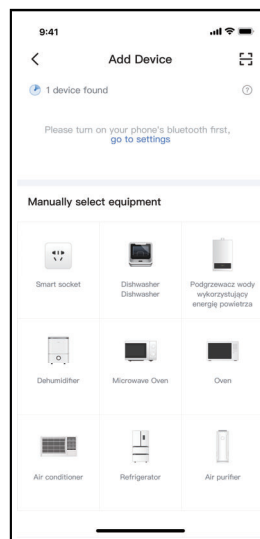 9:41
Add Device
1 device found
Please turn on your phone's bluetooth first,
go to settings
Manually select equipment
Smart socket
Dishwasher
Dishwasher
Podgrzewacz wody
wykorzystujący
energię powietrza
Dehumidifier
Microwave Oven
Oven
Air conditioner
Refrigerator
Air purifier